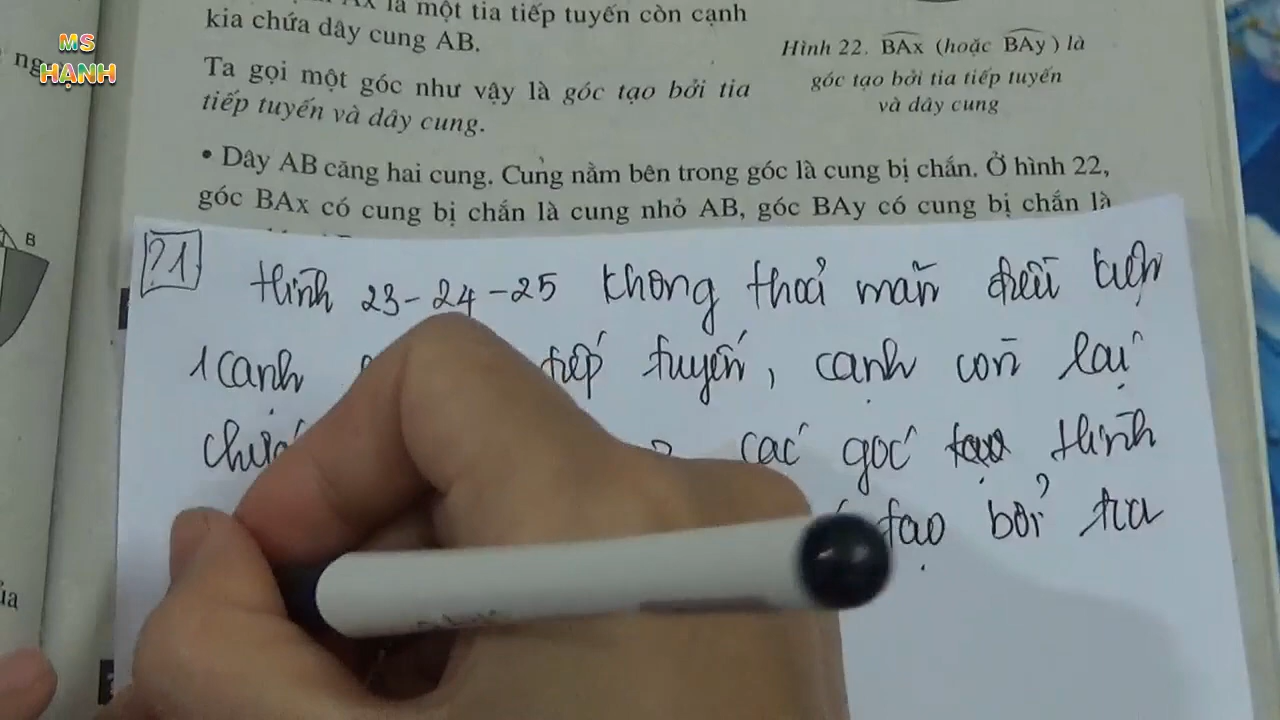 Ax là một tia tiếp tuyến còn cạnh
kia chứa dây cung AB.
Ta gọi một góc như vậy là góc tạo bởi tia
tiếp tuyến và dây cung.
Hình 22. BAx (hoặc BAy) là
góc tạo bởi tia tiếp tuyến
và dây cung
• Dây AB căng hai cung. Cung nằm bên trong góc là cung bị chắn. Ở hình 22,
góc BAx có cung bị chắn là cung nhỏ AB, góc BAy có cung bị chắn là
MS
HẠNH
ng
B
?1 Hình 23-24-25 không thoả mãn điều kiện
1 cạnh tiếp tuyến, cạnh còn lại
chứa các góc hình
tạo bởi tia